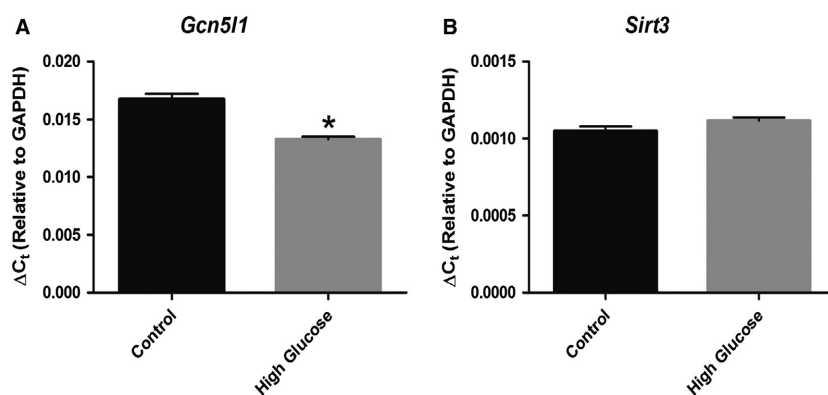 A
Gcn5l1
ΔCt (Relative to GAPDH)
0.020
0.015
0.010
0.005
0.000
*
Control
High Glucose
B
Sirt3
ΔCt (Relative to GAPDH)
0.0015
0.0010
0.0005
0.0000
Control
High Glucose